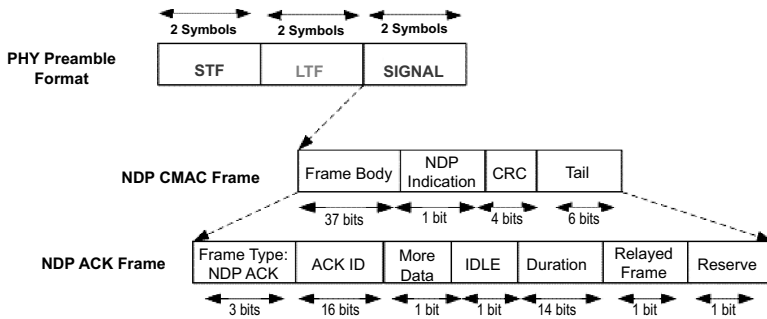 2 Symbols 2 Symbols 2 Symbols
PHY Preamble
Format
STF LTF SIGNAL
NDP CMAC Frame
Frame Body NDP
Indication CRC Tail
37 bits 1 bit 4 bits 6 bits
NDP ACK Frame
Frame Type:
NDP ACK ACK ID More
Data IDLE Duration Relayed
Frame Reserve
3 bits 16 bits 1 bit 1 bit 14 bits 1 bit 1 bit